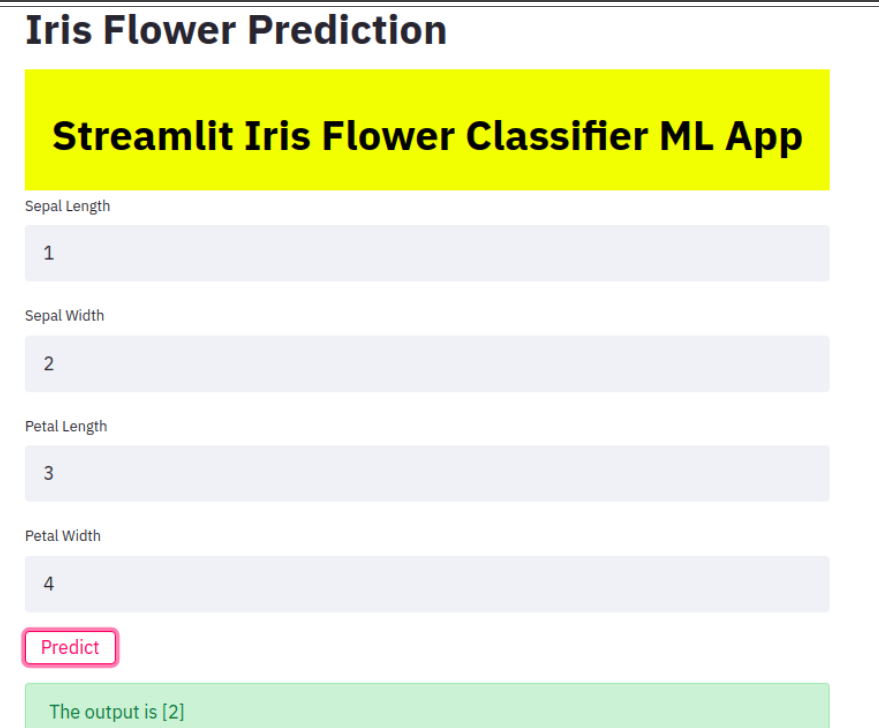 Iris Flower Prediction
Streamlit Iris Flower Classifier ML App
Sepal Length
1
Sepal Width
2
Petal Length
3
Petal Width
4
Predict
The output is [2]